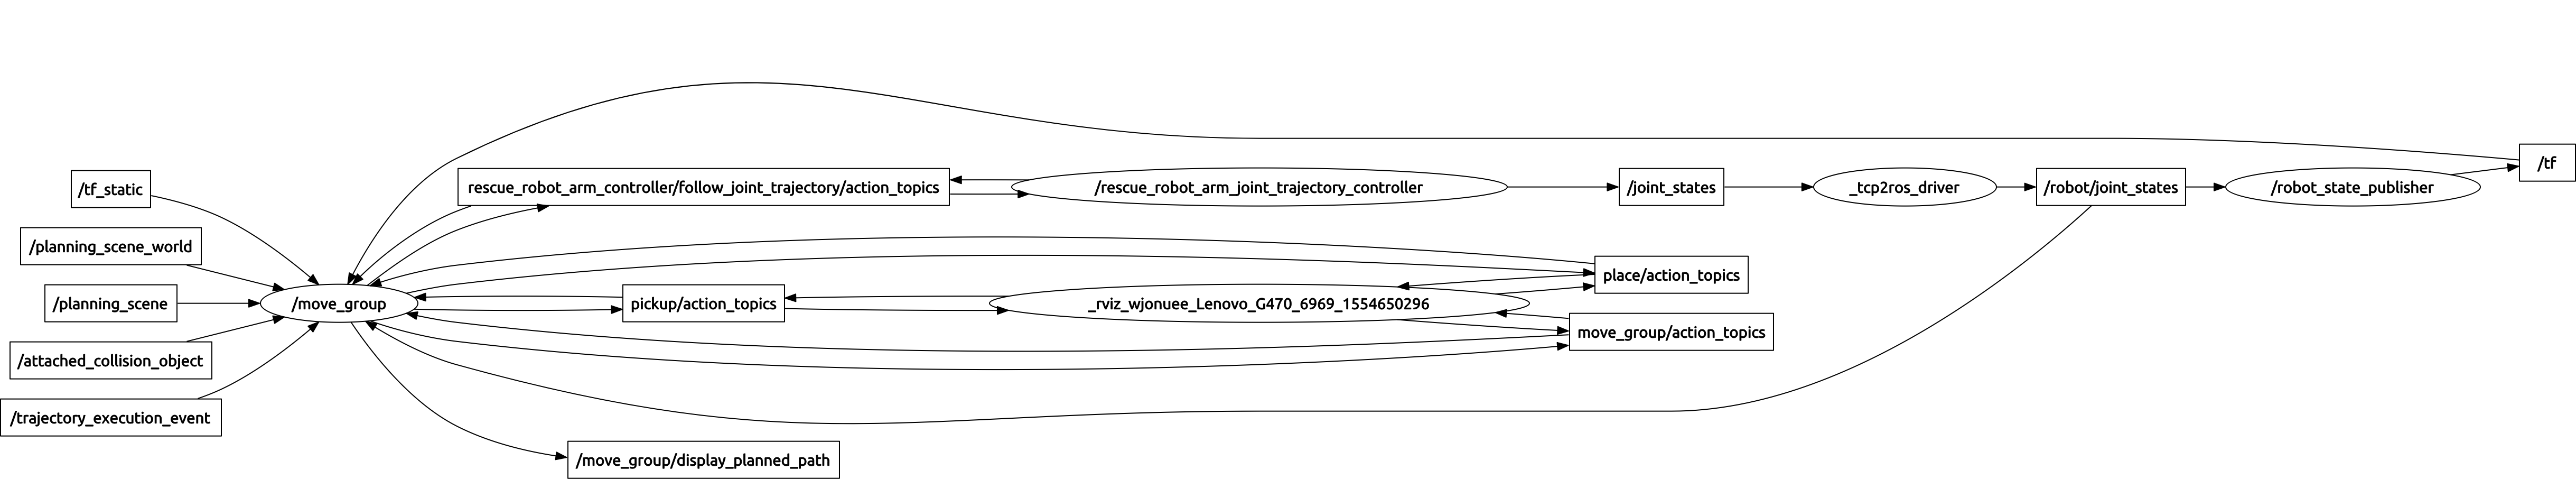 /tf_static
/planning_scene_world
/planning_scene
/attached_collision_object
/trajectory_execution_event
/move_group
rescue_robot_arm_controller/follow_joint_trajectory/action_topics
pickup/action_topics
/move_group/display_planned_path
/rescue_robot_arm_joint_trajectory_controller
_rviz_wjonuee_Lenovo_G470_6969_1554650296
/joint_states
place/action_topics
move_group/action_topics
_tcp2ros_driver
/robot/joint_states
/robot_state_publisher
/tf